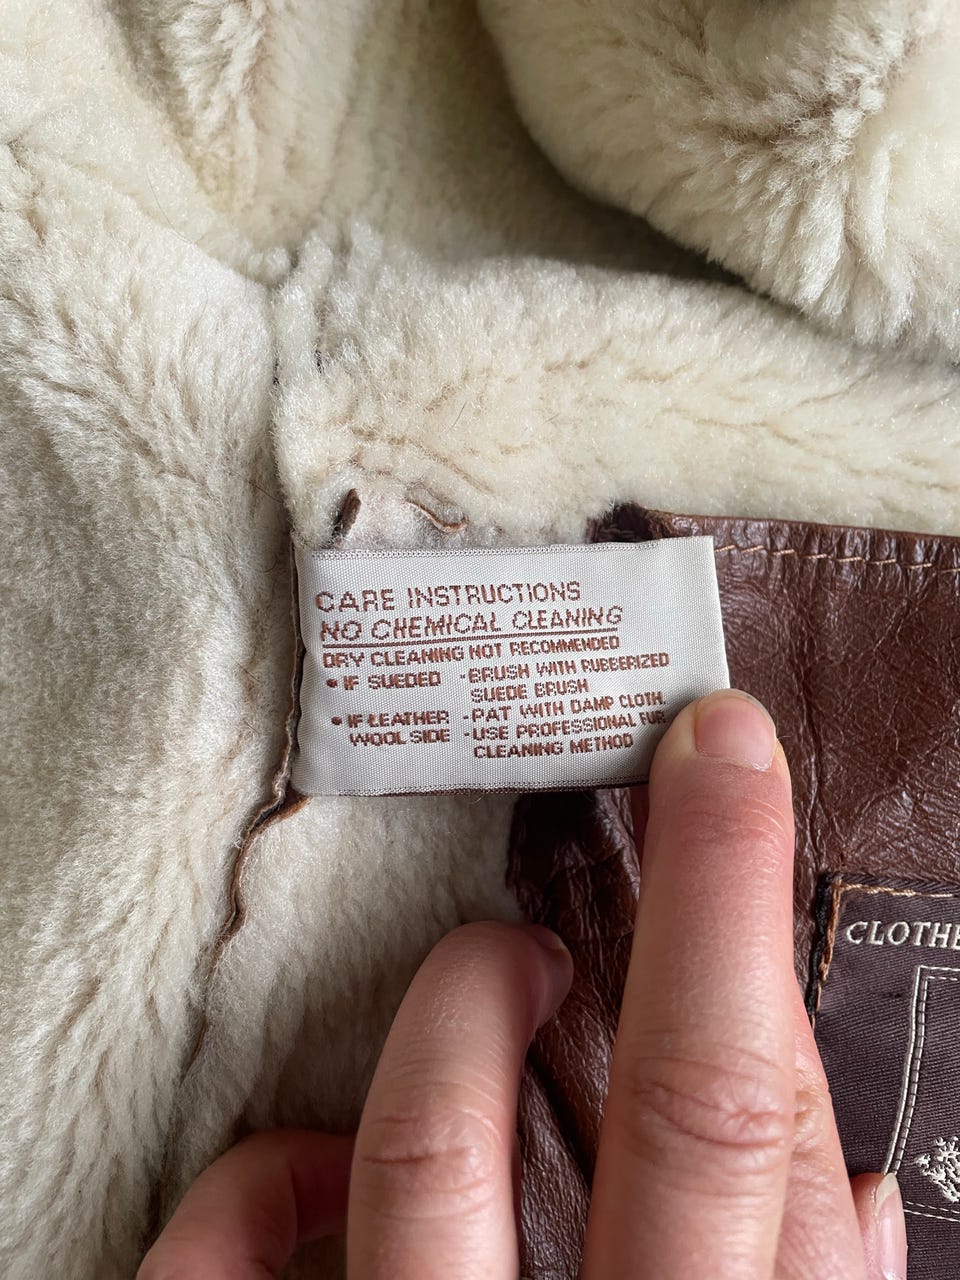 CARE INSTRUCTIONS
NO CHEMICAL CLEANING
DRY CLEANING NOT RECOMMENDED
• IF SUEDED - BRUSH WITH RUBBERIZED
SUEDE BRUSH
• IF LEATHER - PAT WITH DAMP CLOTH.
WOOL SIDE - USE PROFESSIONAL FUR
CLEANING METHOD
CLOTHE